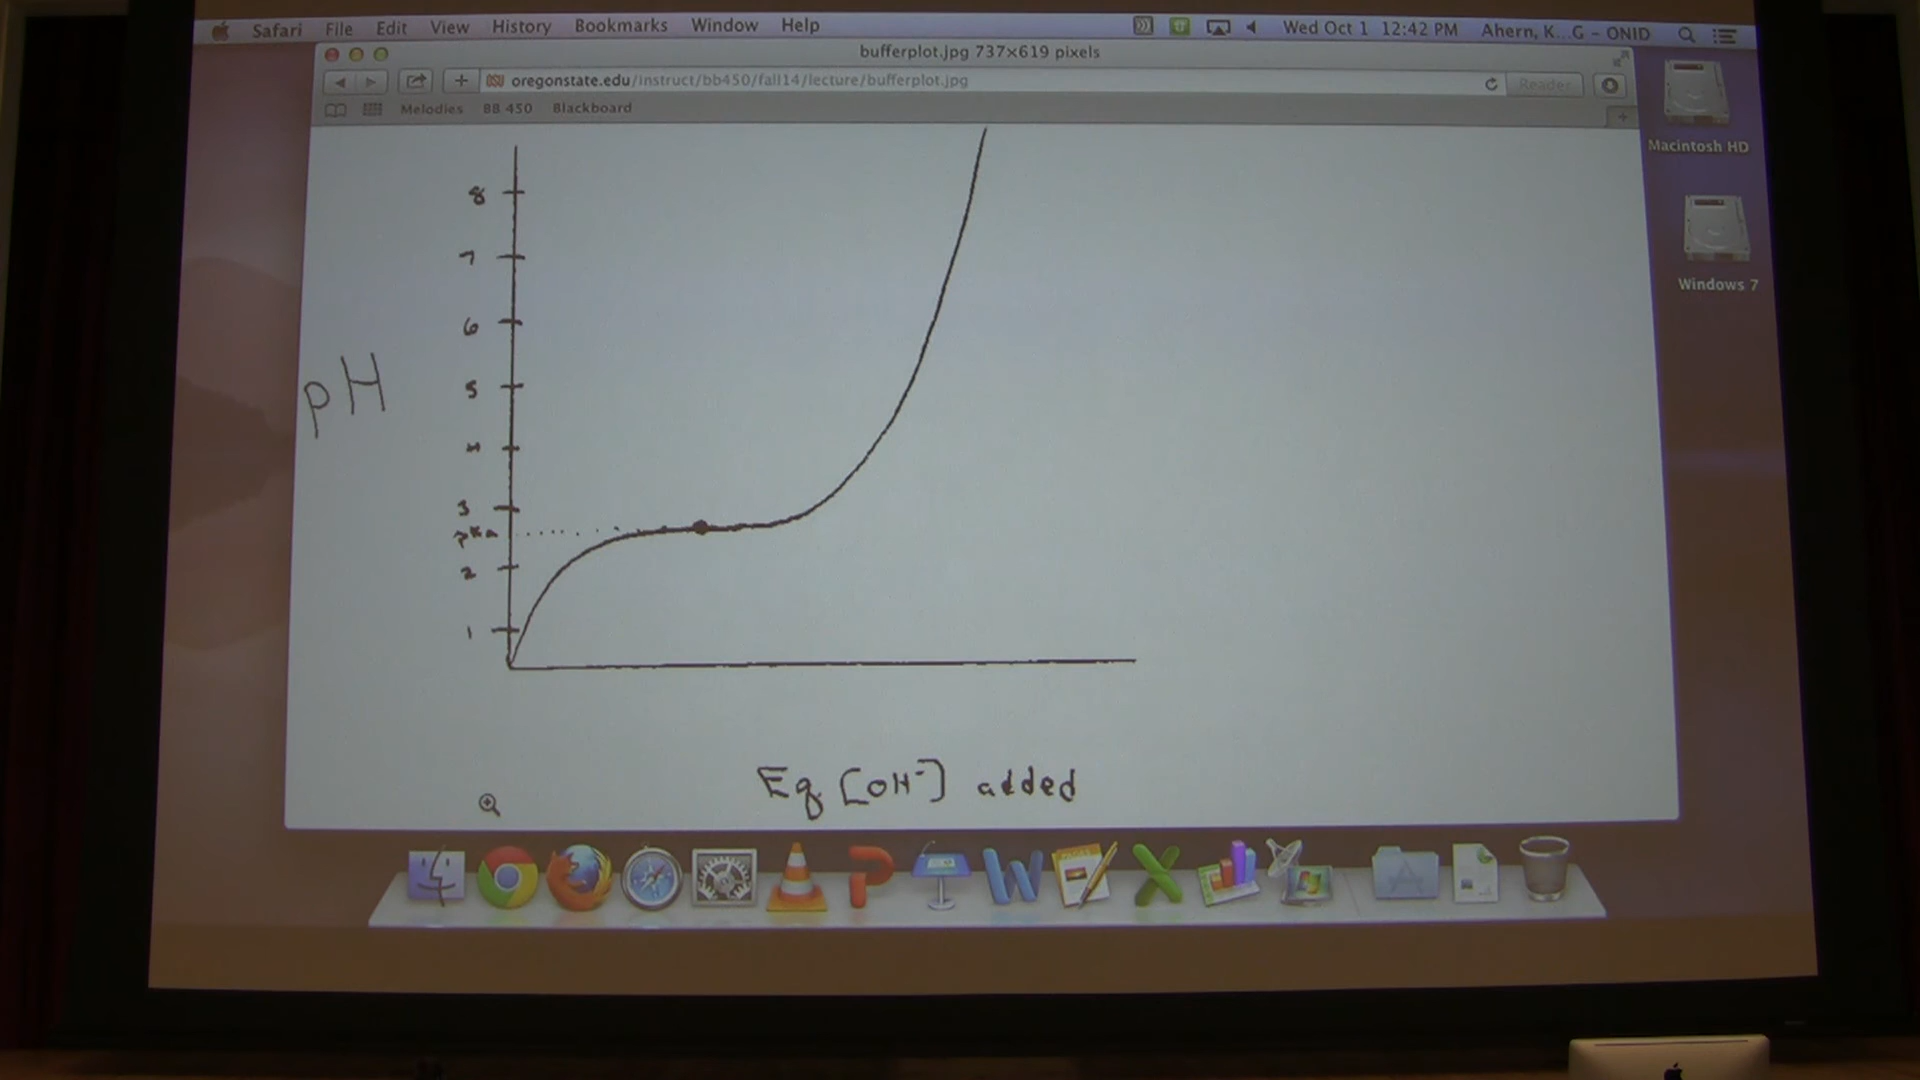 Safari File Edit View History Bookmarks Window Help Wed Oct 1 12:42 PM Ahern, K...G - ONID
bufferplot.jpg 737×619 pixels
oregonstate.edu/instruct/bb450/fall14/lecture/bufferplot.jpg Reader
Melodies BB 450 Blackboard
Macintosh HD
Windows 7
8
7
6
5
4
3
pKa
2
1
pH
Eq [OH⁻] added